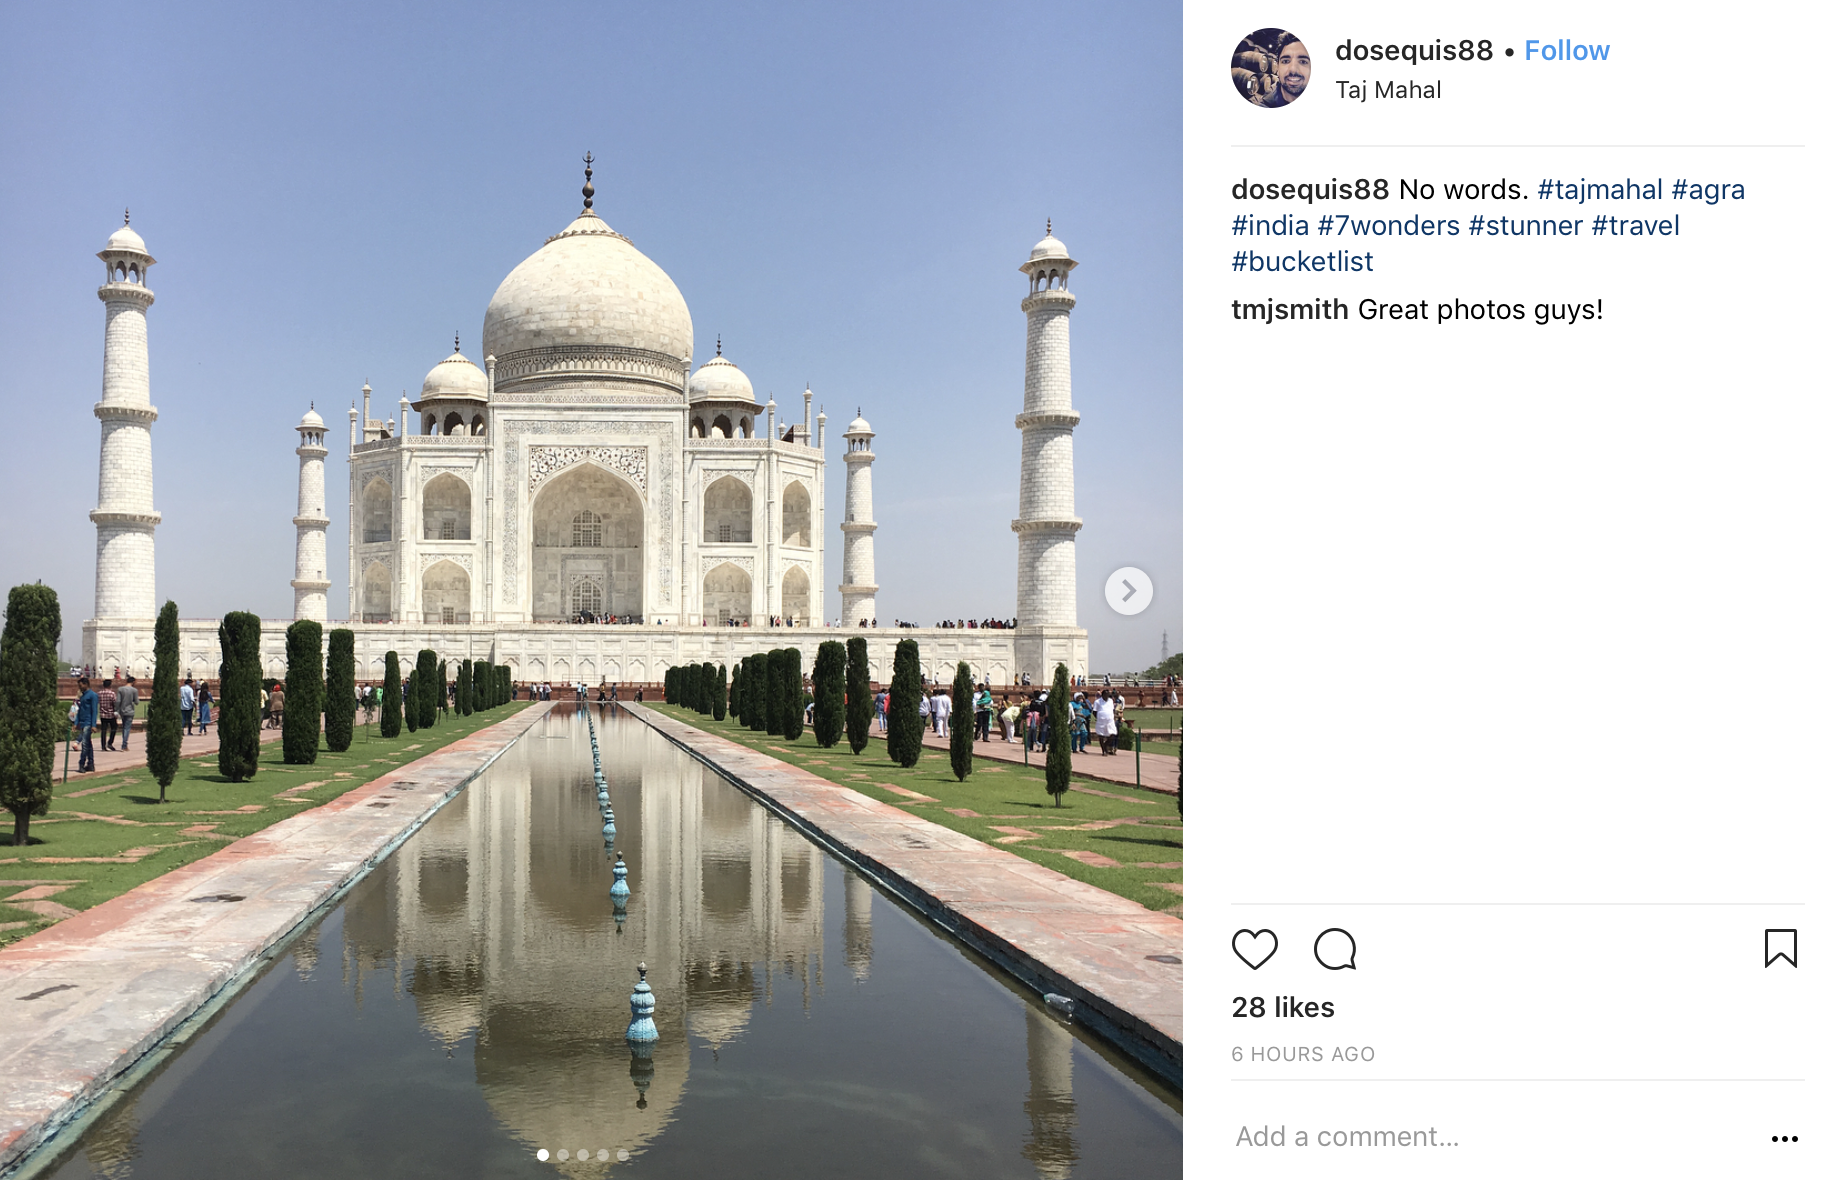 dosequis88 • Follow
Taj Mahal
dosequis88 No words. #tajmahal #agra
#india #7wonders #stunner #travel
#bucketlist
tmjsmith Great photos guys!
28 likes
6 HOURS AGO
Add a comment...